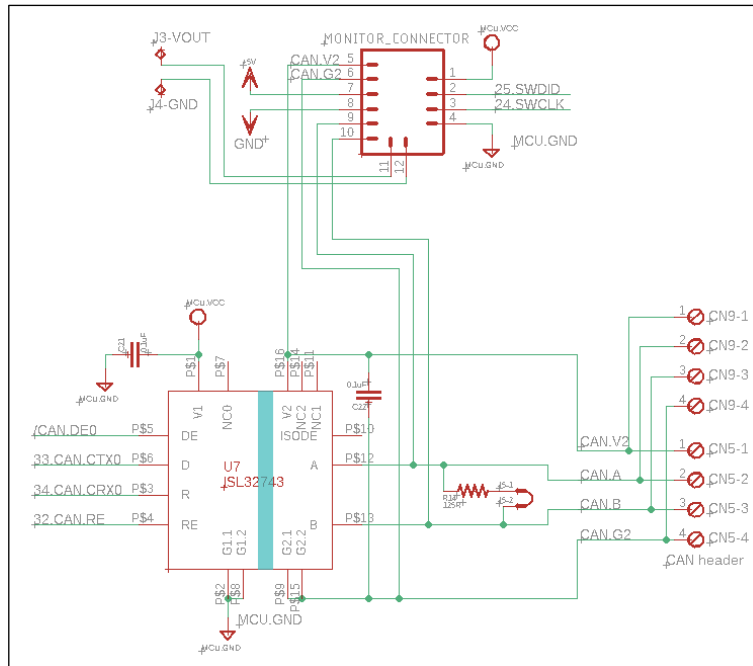 J3-VOUT
J4-GND
MONITOR_CONNECTOR
MCU.VCC
CAN.V2 5
CAN.G2 6
+5V
7
8
9
10
GND
11
12
1
2 25.SWDID
3 24.SWCLK
4
MCU.GND
MCU.GND
MCU.VCC
C21
0.1uF
MCU.GND
P$1
P$7
P$16
P$14
P$11
V1
NC0
V2
NC2
NC1
0.1uF
/CAN.DE0 P$5 DE
33.CAN.CTX0 P$6 D
34.CAN.CRX0 P$3 R
32.CAN.RE P$4 RE
U7
ISL32743
ISODE P$10
A P$12
B P$13
G1.1
G1.2
G2.1
G2.2
P$2
P$8
P$9
P$15
MCU.GND
MCU.GND
125R
J5-1
J5-2
CAN.V2
CAN.A
CAN.B
CAN.G2
1 CN9-1
2 CN9-2
3 CN9-3
4 CN9-4
1 CN5-1
2 CN5-2
3 CN5-3
4 CN5-4
CAN header